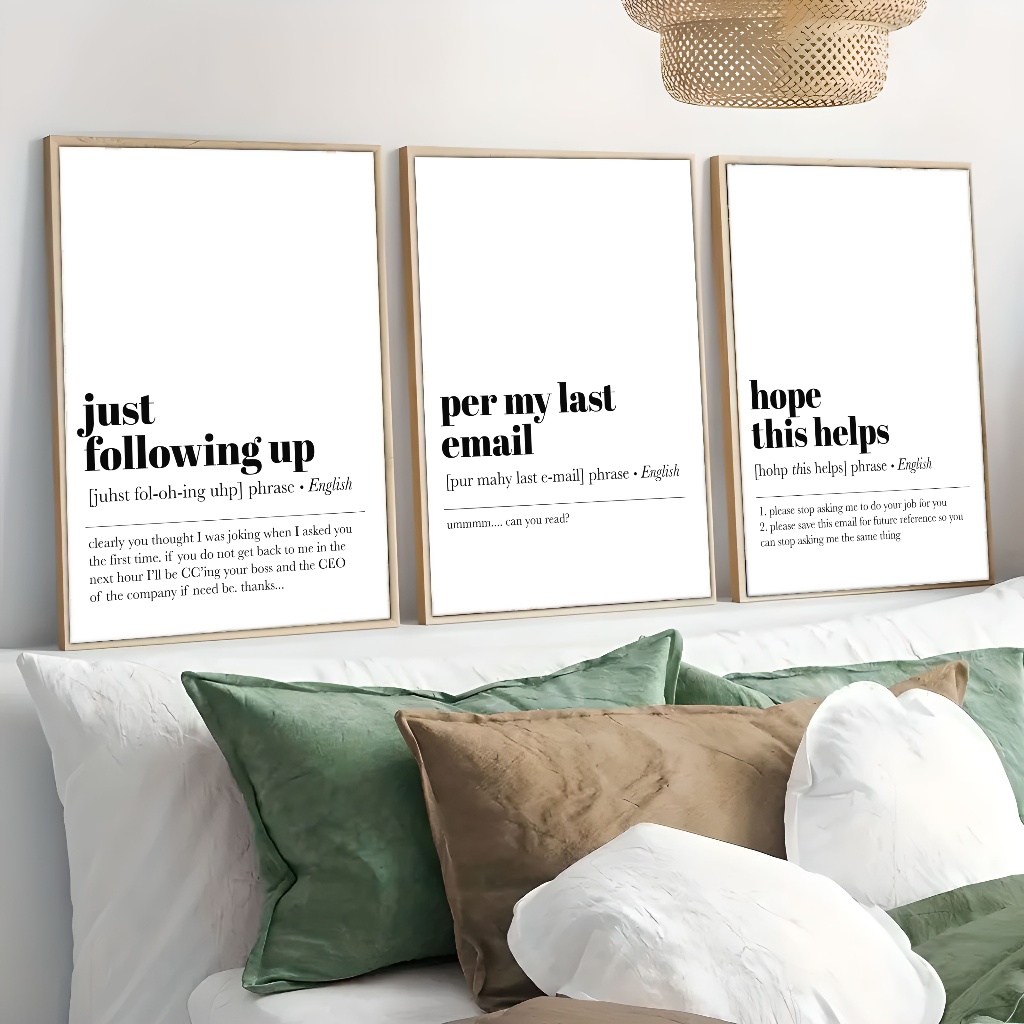 just
following up
[juhst fol-oh-ing uhp] phrase • English
clearly you thought I was joking when I asked you
the first time. if you do not get back to me in the
next hour I'll be CC'ing your boss and the CEO
of the company if need be. thanks...
per my last
email
[pur mahy last e-mail] phrase • English
ummmm.... can you read?
hope
this helps
[hohp this helps] phrase • English
1. please stop asking me to do your job for you
2. please save this email for future reference so you
can stop asking me the same thing